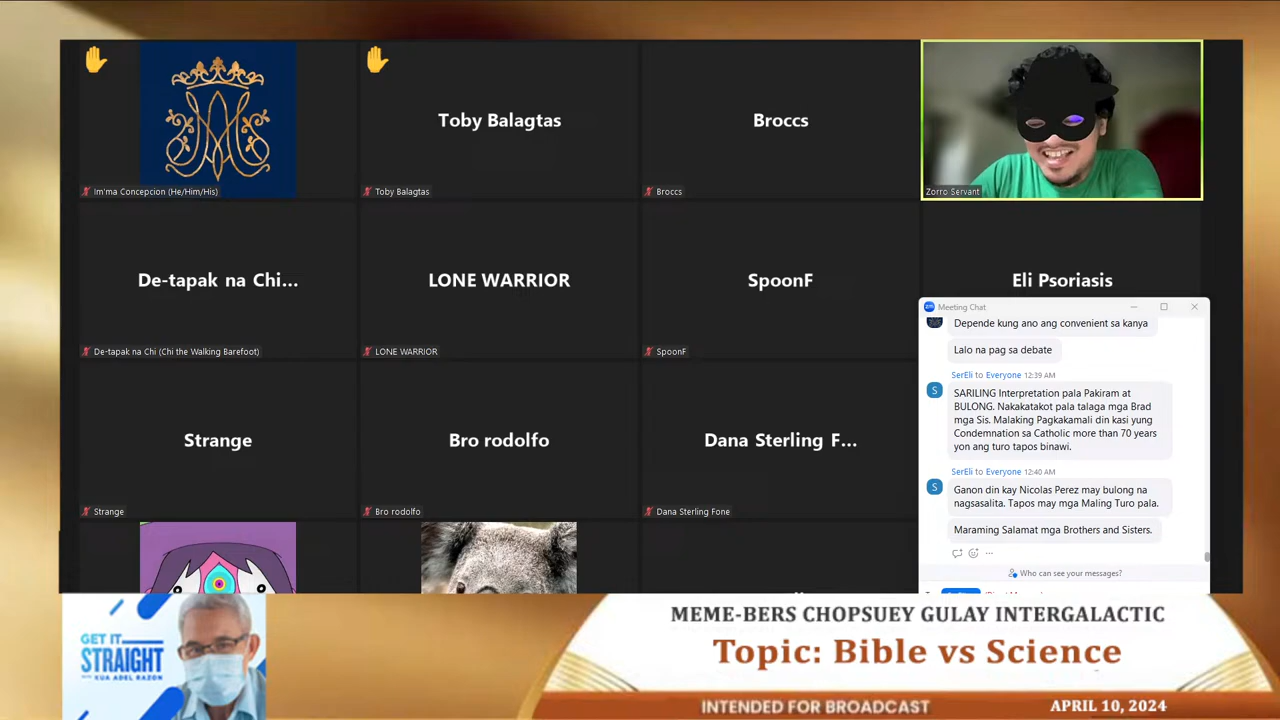 Toby Balagtas
Broccs
Im'ma Concepcion (He/Him/His)
Toby Balagtas
Broccs
Zorro Servant
De-tapak na Chi...
LONE WARRIOR
SpoonF
Eli Psoriasis
De-tapak na Chi (Chi the Walking Barefoot)
LONE WARRIOR
SpoonF
Strange
Bro rodolfo
Dana Sterling F...
Strange
Bro rodolfo
Dana Sterling Fone
zm
Meeting Chat
Depende kung ano ang convenient sa kanya
Lalo na pag sa debate
SerEli to Everyone 12:39 AM
S
SARILING Interpretation pala Pakiram at
BULONG. Nakakatakot pala talaga mga Brad
mga Sis. Malaking Pagkakamali din kasi yung
Condemnation sa Catholic more than 70 years
yon ang turo tapos binawi.
SerEli to Everyone 12:40 AM
S
Ganon din kay Nicolas Perez may bulong na
nagsasalita. Tapos may mga Maling Turo pala.
Maraming Salamat mga Brothers and Sisters.
Who can see your messages?
GET IT
STRAIGHT
WITH KUA ADEL RAZON
MEME-BERS CHOPSUEY GULAY INTERGALACTIC
Topic: Bible vs Science
INTENDED FOR BROADCAST
APRIL 10, 2024